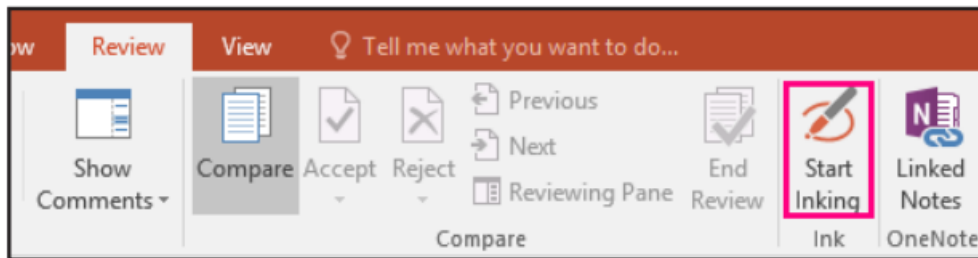 ow Review View Tell me what you want to do...
Show Comments
Compare
Accept
Reject
Previous
Next
Reviewing Pane
End Review
Start Inking
Linked Notes
Compare
Ink
OneNote